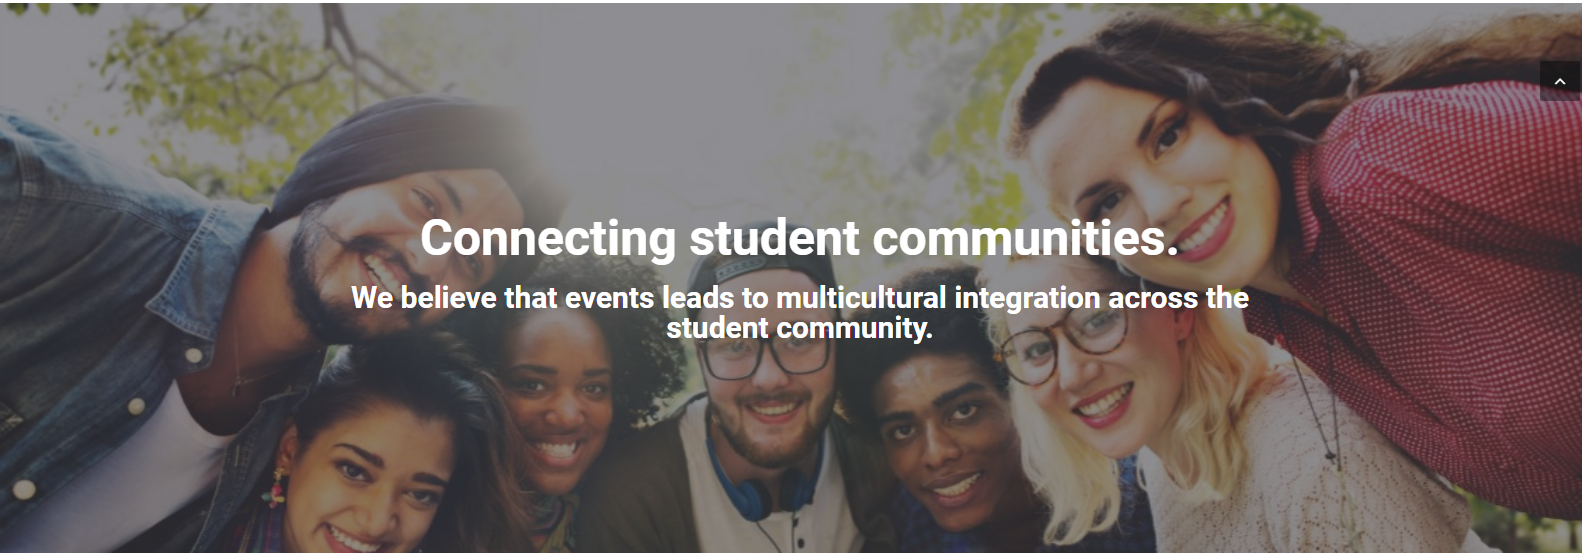 Connecting student communities.
We believe that events leads to multicultural integration across the
student community.